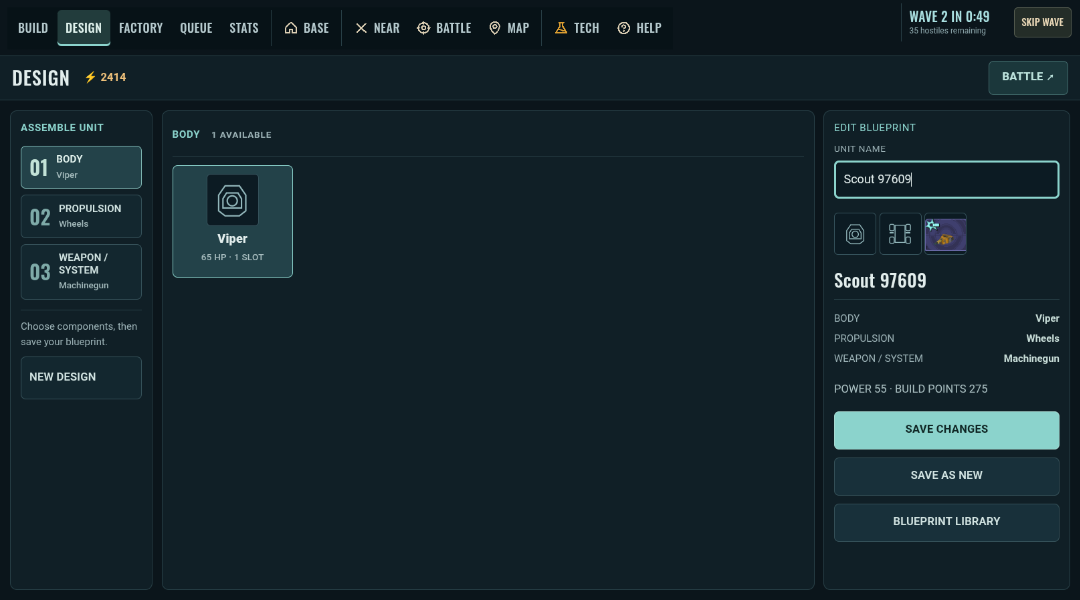 BUILD DESIGN FACTORY QUEUE STATS BASE NEAR BATTLE MAP TECH HELP
WAVE 2 IN 0:49
35 hostiles remaining
SKIP WAVE
DESIGN 2414
BATTLE ↗
ASSEMBLE UNIT
01 BODY
Viper
02 PROPULSION
Wheels
03 WEAPON /
SYSTEM
Machinegun
Choose components, then
save your blueprint.
NEW DESIGN
BODY 1 AVAILABLE
Viper
65 HP · 1 SLOT
EDIT BLUEPRINT
UNIT NAME
Scout 97609
Scout 97609
BODY Viper
PROPULSION Wheels
WEAPON / SYSTEM Machinegun
POWER 55 · BUILD POINTS 275
SAVE CHANGES
SAVE AS NEW
BLUEPRINT LIBRARY